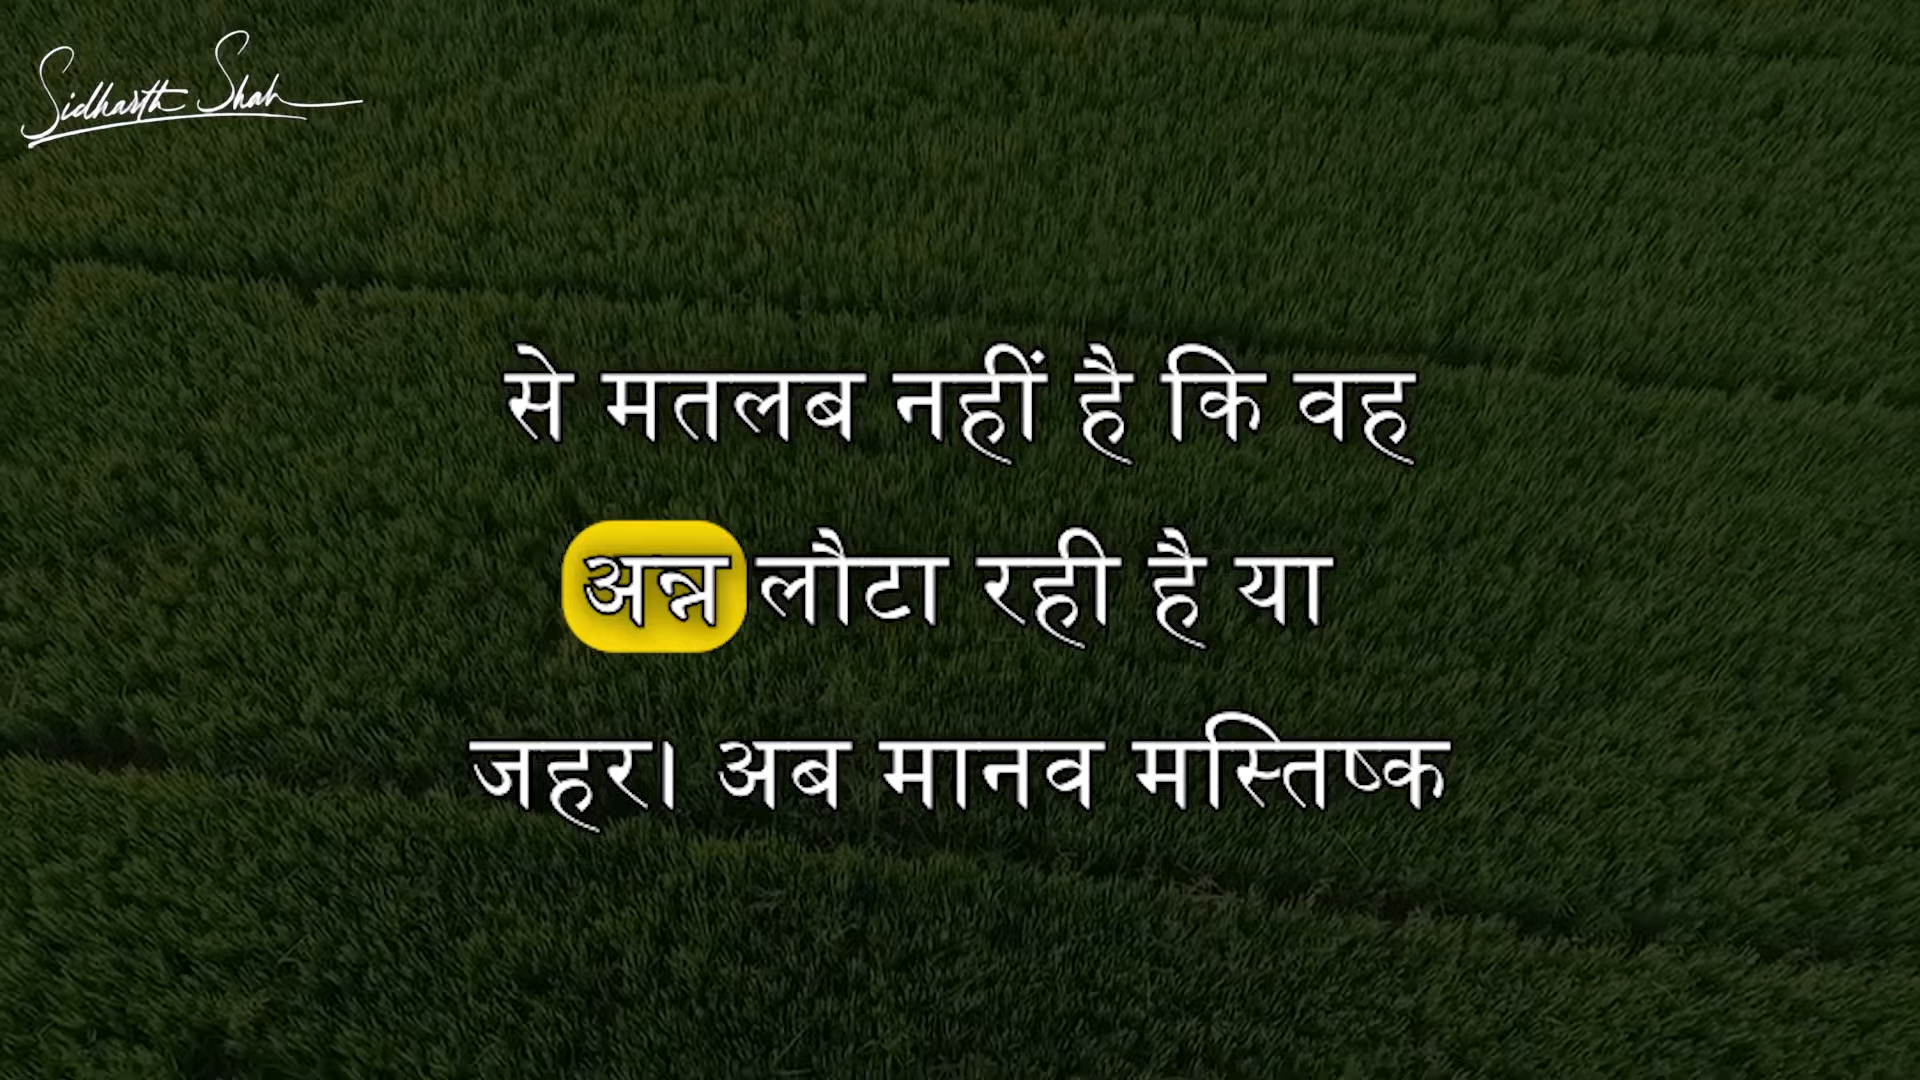 Sidharth Shah
से मतलब नहीं है कि वह
अन्न लौटा रही है या
जहर। अब मानव मस्तिष्क